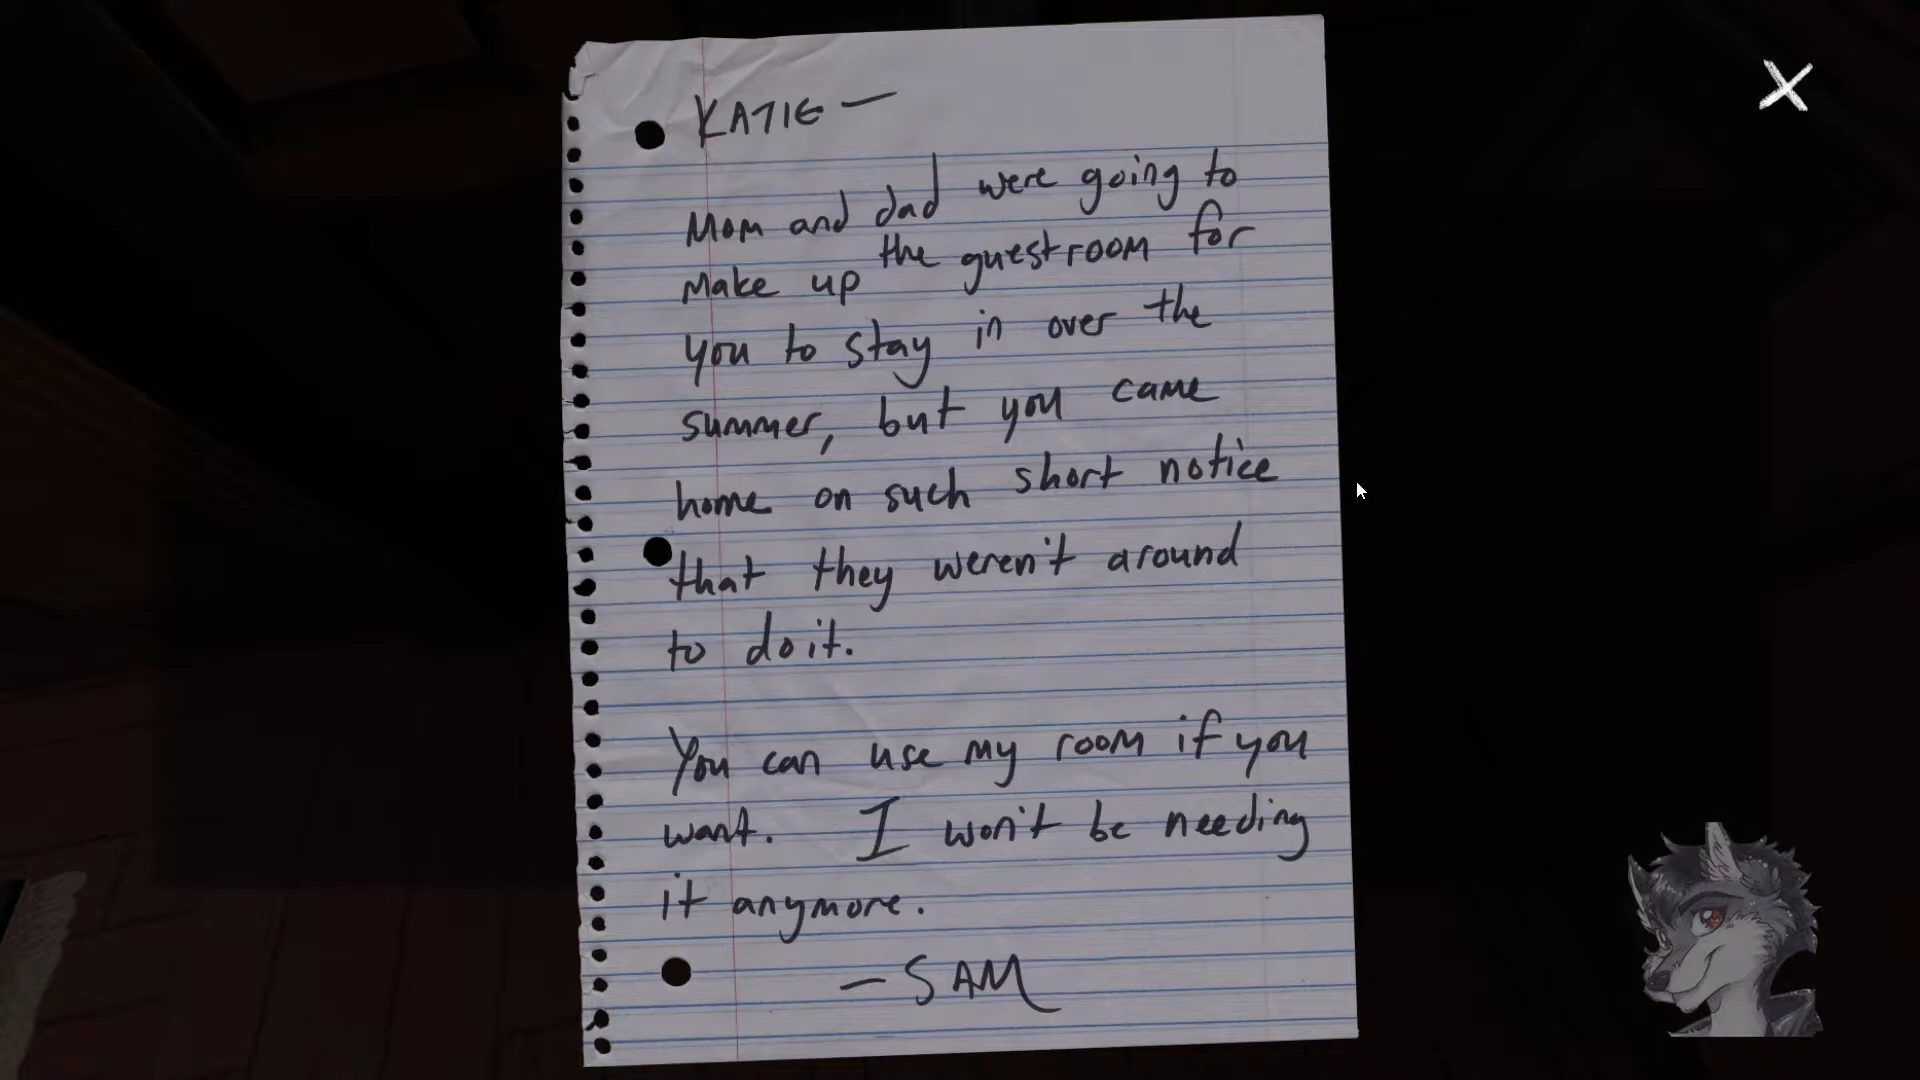 KATIE —
Mom and dad were going to
make up the guestroom for
you to stay in over the
summer, but you came
home on such short notice
that they weren't around
to do it.
You can use my room if you
want. I won't be needing
it anymore.
— SAM